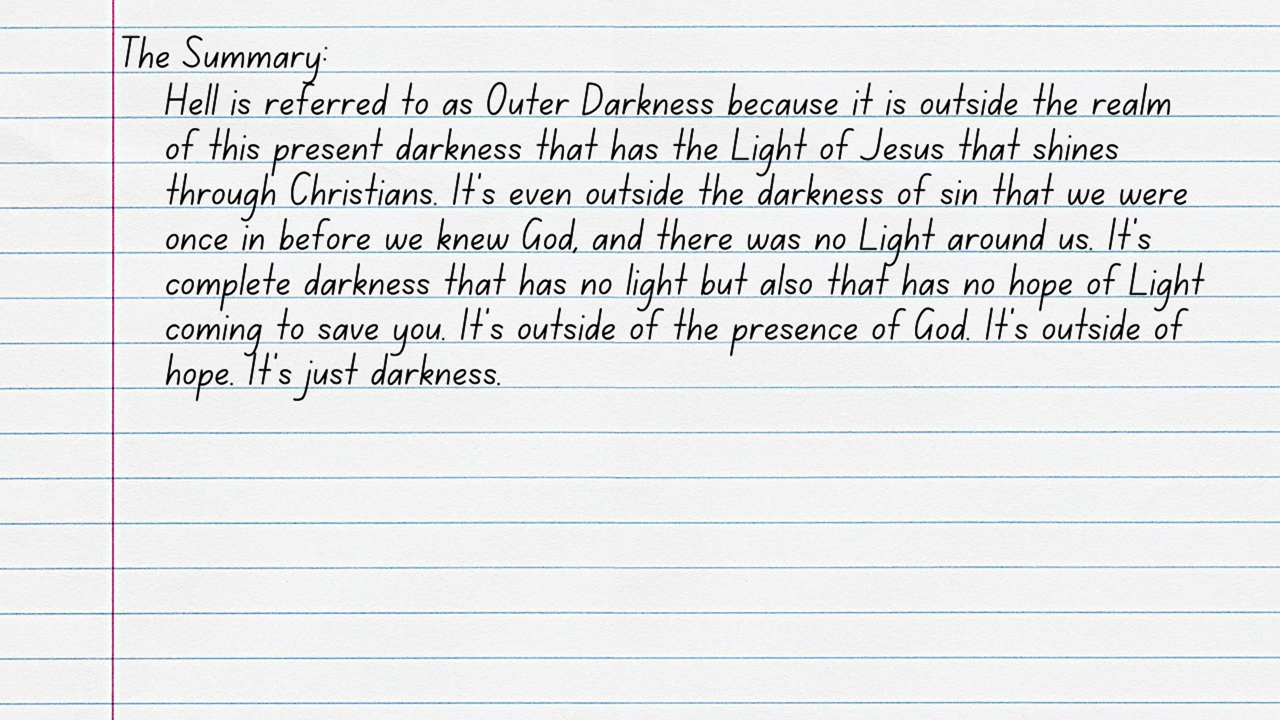 The Summary:
Hell is referred to as Outer Darkness because it is outside the realm
of this present darkness that has the Light of Jesus that shines
through Christians. It's even outside the darkness of sin that we were
once in before we knew God, and there was no Light around us. It's
complete darkness that has no light but also that has no hope of Light
coming to save you. It's outside of the presence of God. It's outside of
hope. It's just darkness.